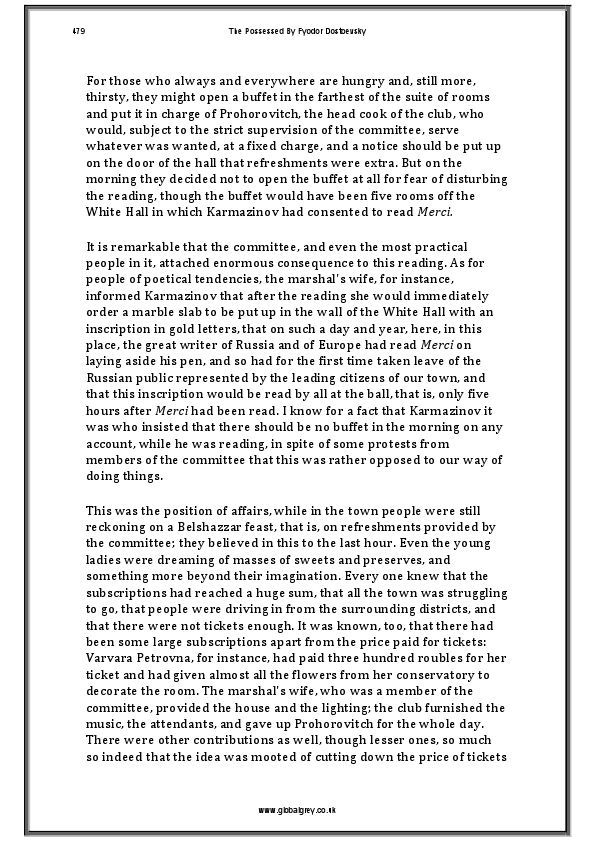 479
The Possessed By Fyodor Dostoevsky
For those who always and everywhere are hungry and, still more,
thirsty, they might open a buffet in the farthest of the suite of rooms
and put it in charge of Prohorovitch, the head cook of the club, who
would, subject to the strict supervision of the committee, serve
whatever was wanted, at a fixed charge, and a notice should be put up
on the door of the hall that refreshments were extra. But on the
morning they decided not to open the buffet at all for fear of disturbing
the reading, though the buffet would have been five rooms off the
White Hall in which Karmazinov had consented to read Merci.
It is remarkable that the committee, and even the most practical
people in it, attached enormous consequence to this reading. As for
people of poetical tendencies, the marshal's wife, for instance,
informed Karmazinov that after the reading she would immediately
order a marble slab to be put up in the wall of the White Hall with an
inscription in gold letters, that on such a day and year, here, in this
place, the great writer of Russia and of Europe had read Merci on
laying aside his pen, and so had for the first time taken leave of the
Russian public represented by the leading citizens of our town, and
that this inscription would be read by all at the ball, that is, only five
hours after Merci had been read. I know for a fact that Karmazinov it
was who insisted that there should be no buffet in the morning on any
account, while he was reading, in spite of some protests from
members of the committee that this was rather opposed to our way of
doing things.
This was the position of affairs, while in the town people were still
reckoning on a Belshazzar feast, that is, on refreshments provided by
the committee; they believed in this to the last hour. Even the young
ladies were dreaming of masses of sweets and preserves, and
something more beyond their imagination. Every one knew that the
subscriptions had reached a huge sum, that all the town was struggling
to go, that people were driving in from the surrounding districts, and
that there were not tickets enough. It was known, too, that there had
been some large subscriptions apart from the price paid for tickets:
Varvara Petrovna, for instance, had paid three hundred roubles for her
ticket and had given almost all the flowers from her conservatory to
decorate the room. The marshal's wife, who was a member of the
committee, provided the house and the lighting; the club furnished the
music, the attendants, and gave up Prohorovitch for the whole day.
There were other contributions as well, though lesser ones, so much
so indeed that the idea was mooted of cutting down the price of tickets
www.globalgrey.co.uk